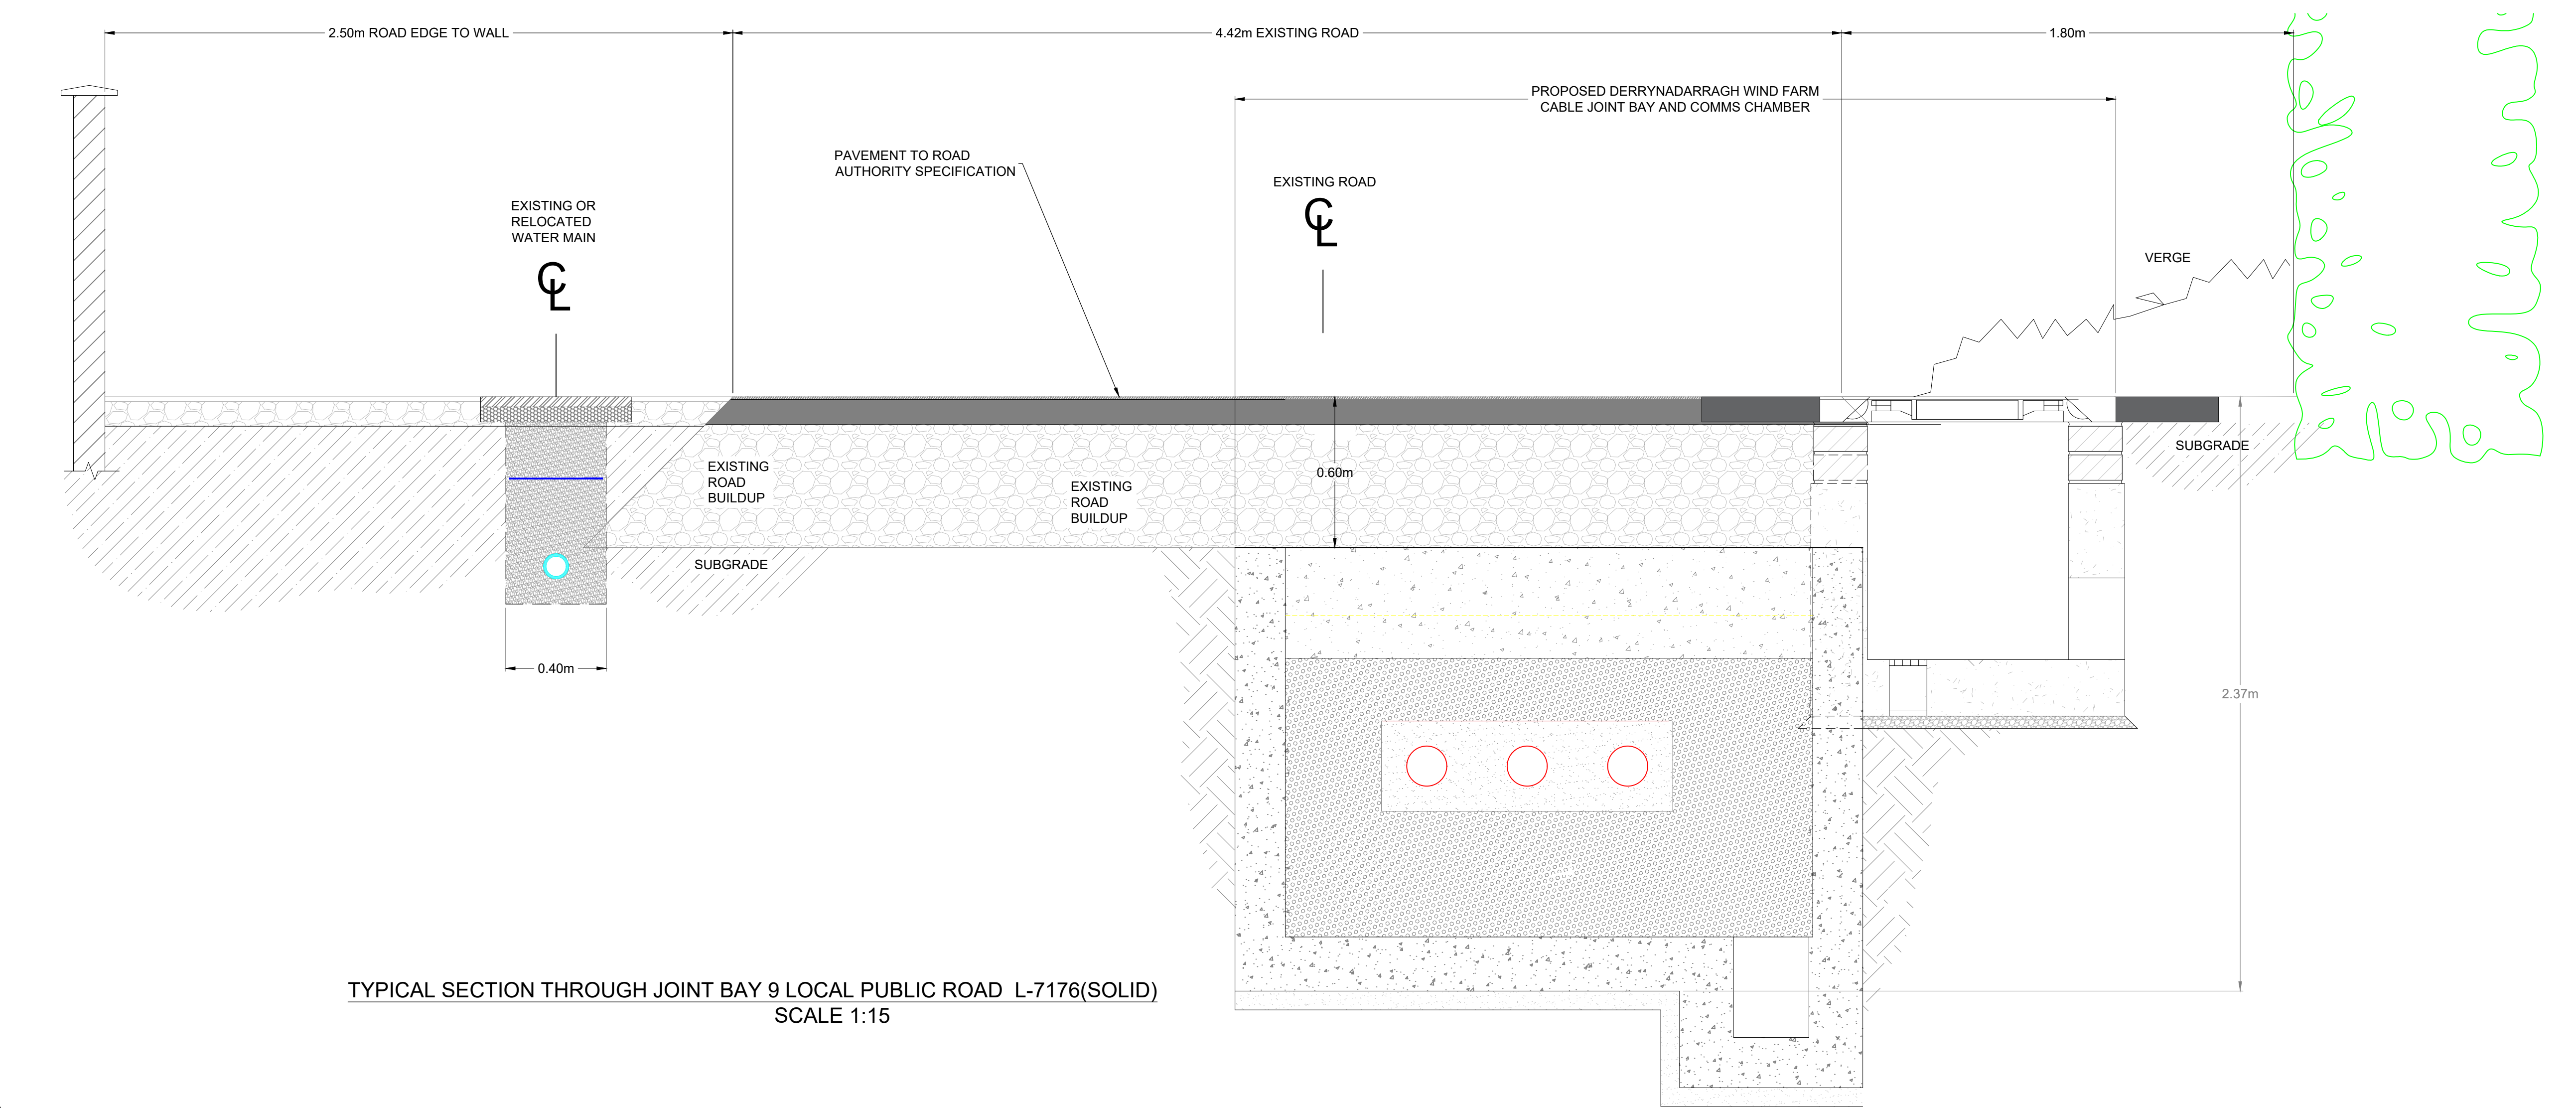 2.50m ROAD EDGE TO WALL
4.42m EXISTING ROAD
1.80m
PROPOSED DERRYNADARRAGH WIND FARM
CABLE JOINT BAY AND COMMS CHAMBER
PAVEMENT TO ROAD
AUTHORITY SPECIFICATION
EXISTING ROAD
CL
EXISTING OR
RELOCATED
WATER MAIN
CL
VERGE
SUBGRADE
EXISTING
ROAD
BUILDUP
EXISTING
ROAD
BUILDUP
0.60m
SUBGRADE
0.40m
2.37m
TYPICAL SECTION THROUGH JOINT BAY 9 LOCAL PUBLIC ROAD L-7176(SOLID)
SCALE 1:15